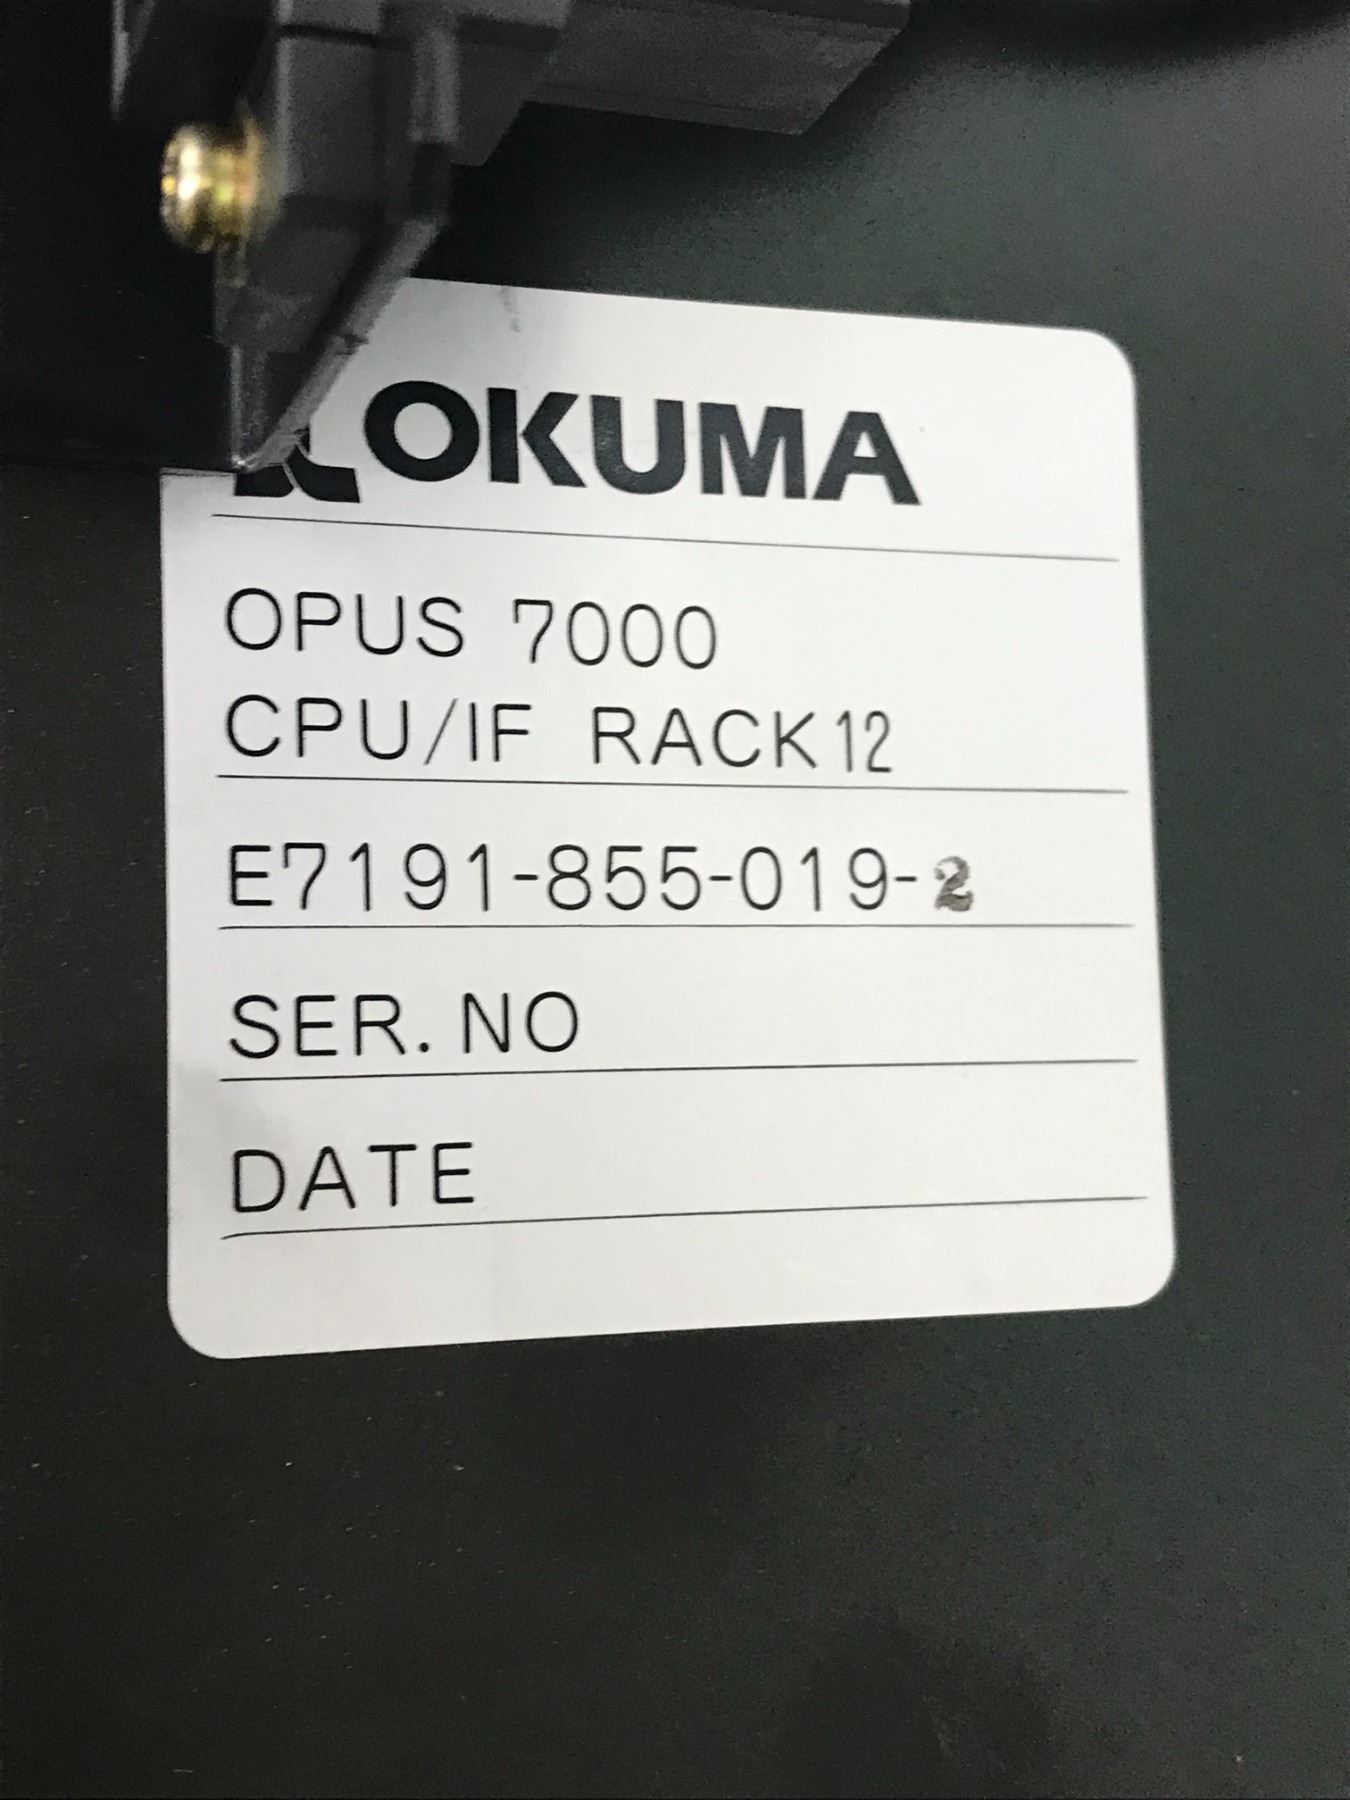 OKUMA
OPUS 7000
CPU/IF RACK12
E7191-855-019-2
SER. NO
DATE